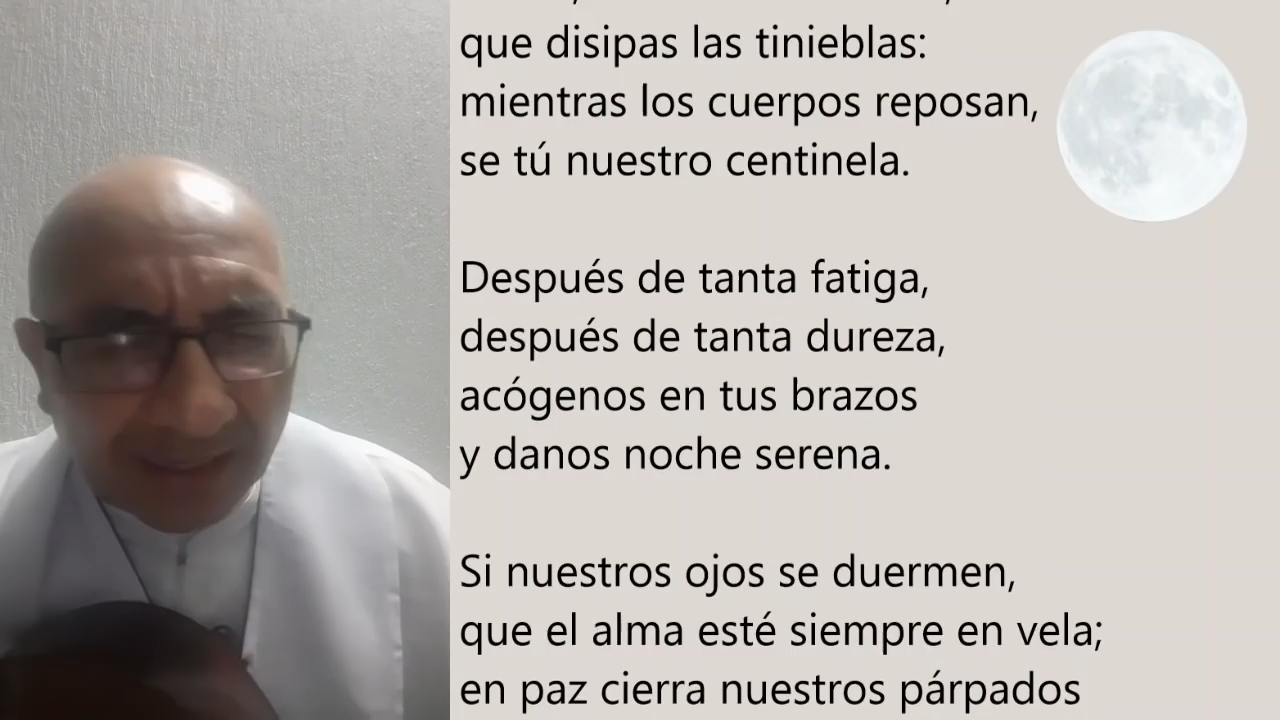 que disipas las tinieblas:
mientras los cuerpos reposan,
se tú nuestro centinela.
Después de tanta fatiga,
después de tanta dureza,
acógenos en tus brazos
y danos noche serena.
Si nuestros ojos se duermen,
que el alma esté siempre en vela;
en paz cierra nuestros párpados